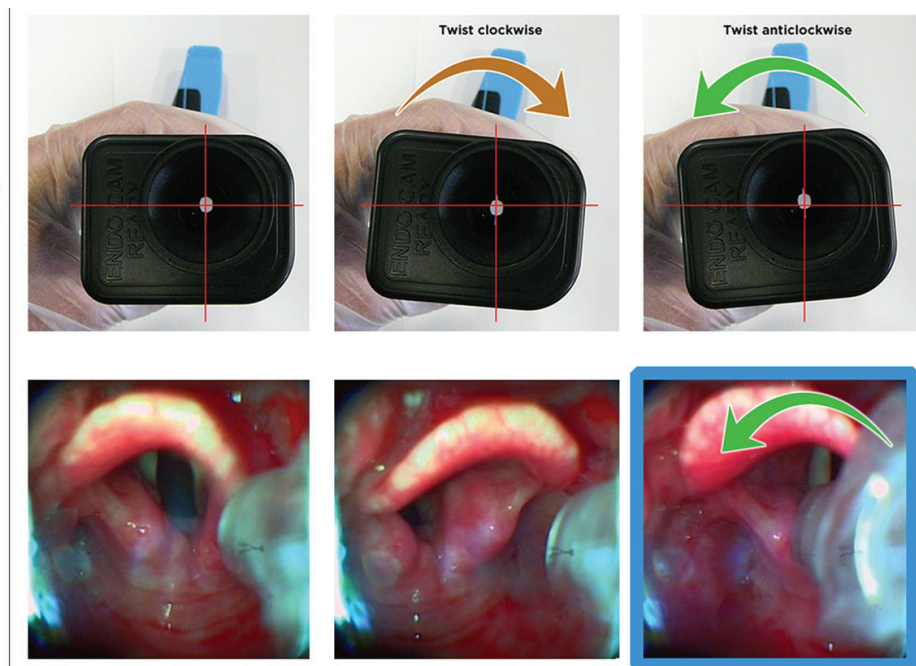 Twist clockwise
Twist anticlockwise
ENDO CAM
READY
ENDO CAM
READY
ENDO CAM
READY